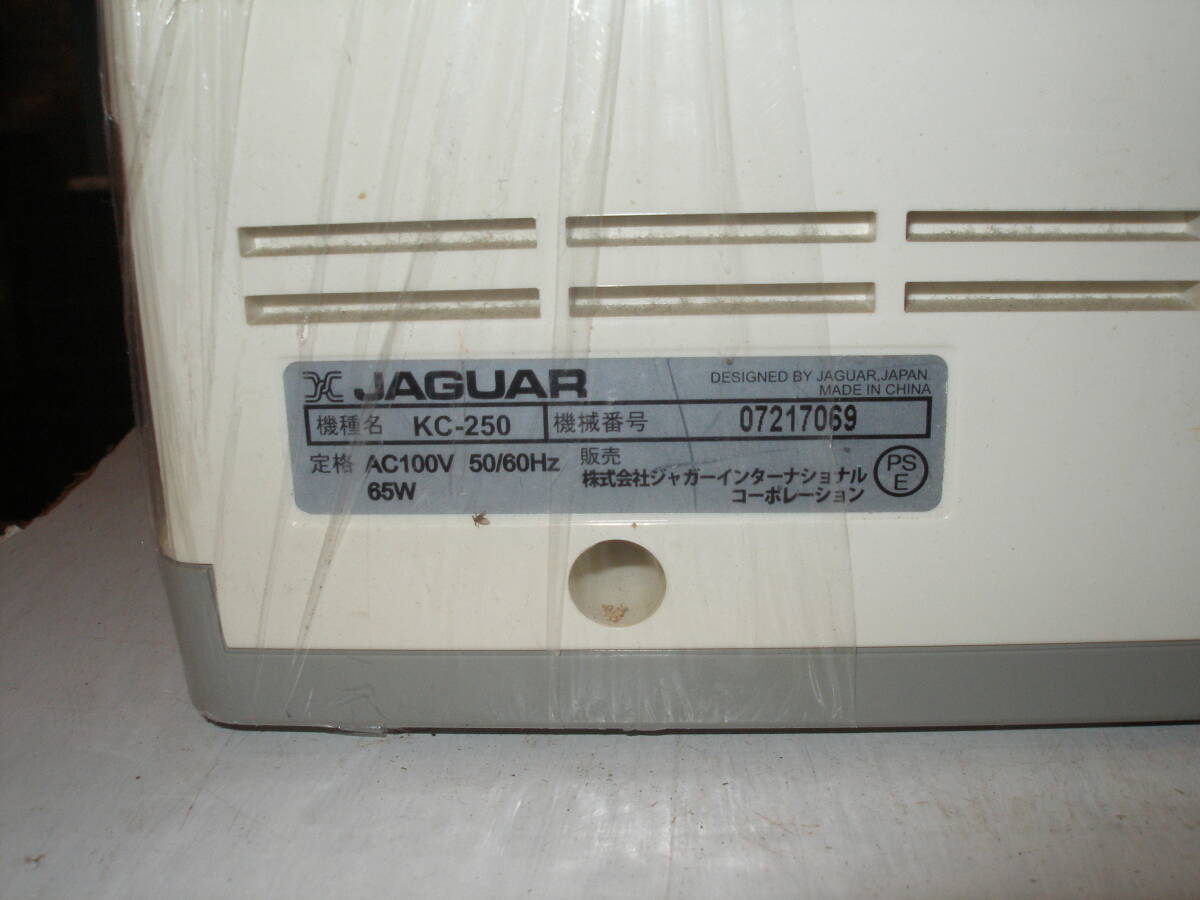 JAGUAR
DESIGNED BY JAGUAR,JAPAN.
MADE IN CHINA
機種名 KC-250 機械番号 07217069
定格 AC100V 50/60Hz
65W
販売
株式会社ジャガーインターナショナル
コーポレーション
PS
E